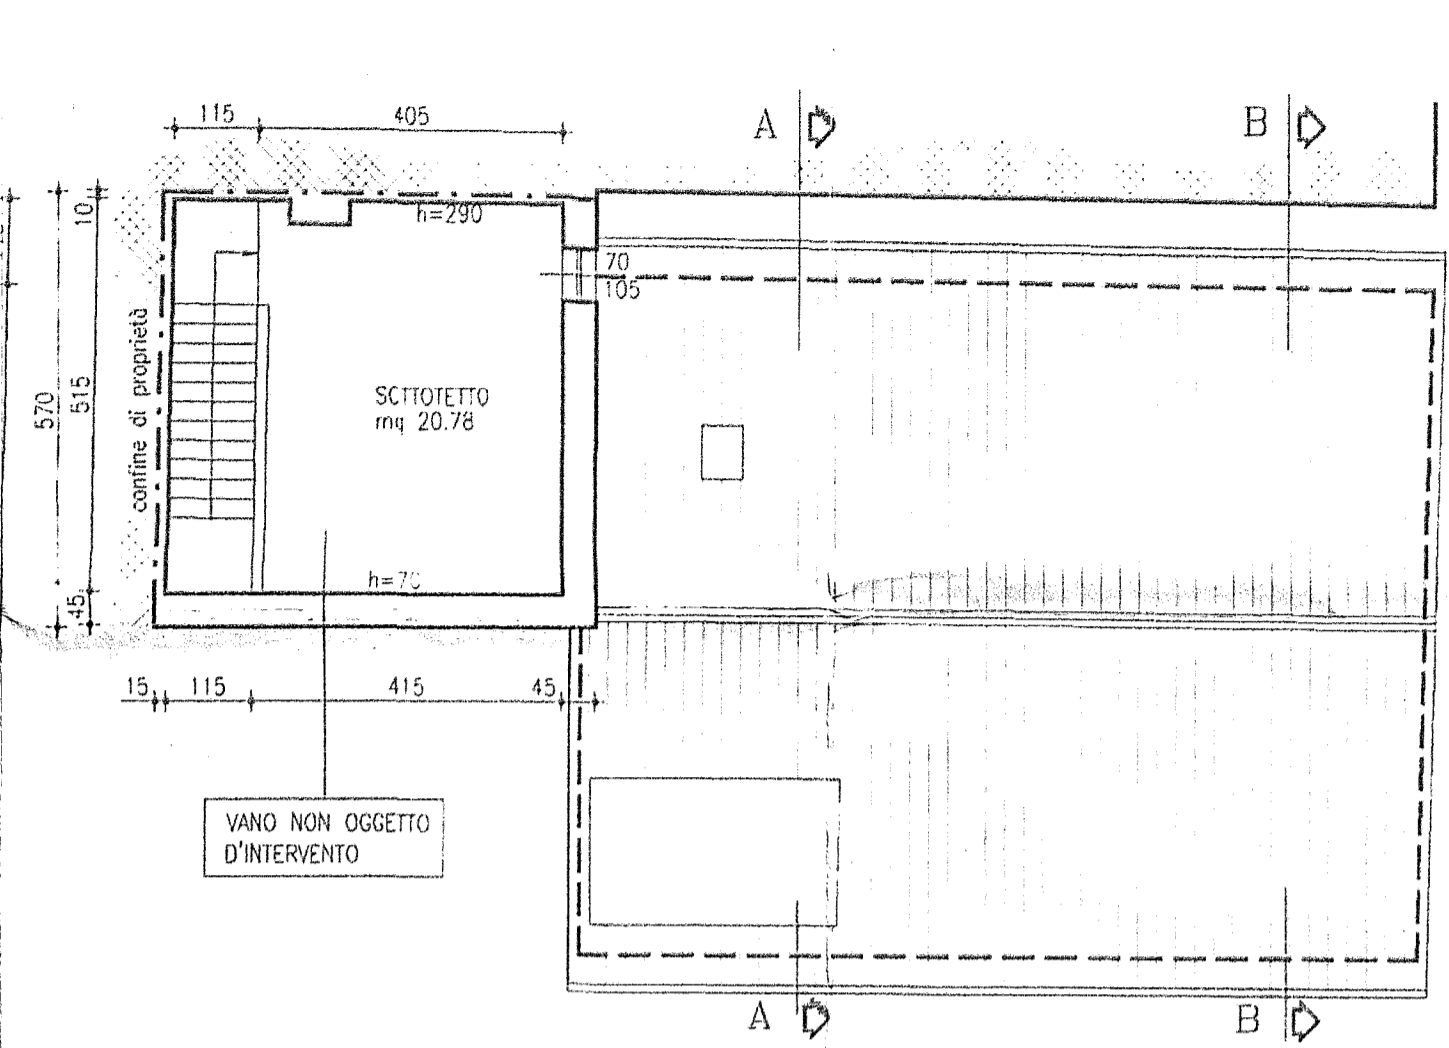 115
405
A
B
10
h=290
70
105
570
515
confine di proprietà
SCTTOTETTO
mq 20.78
h=70
45
15
115
415
45
VANO NON OGGETTO
D'INTERVENTO
A
B